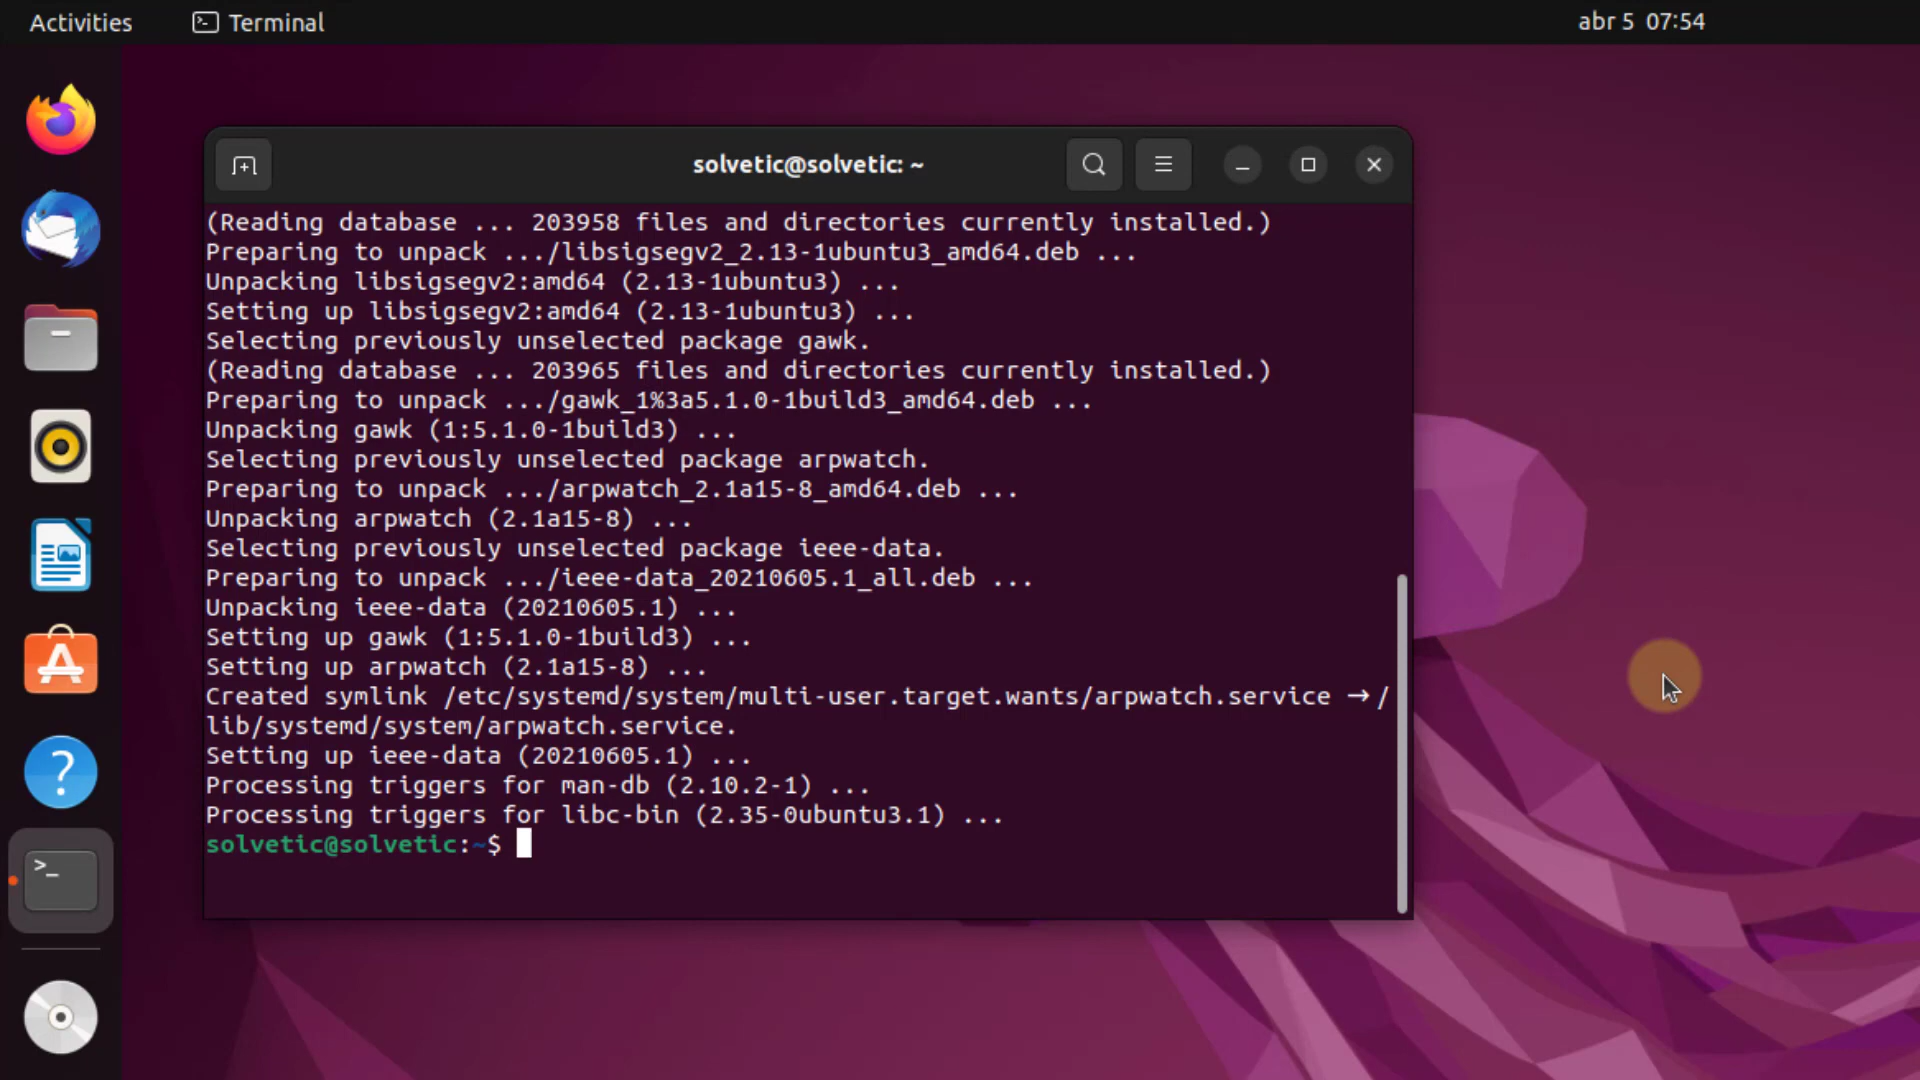 Activities
Terminal
abr 5 07:54
solvetic@solvetic: ~
(Reading database ... 203958 files and directories currently installed.)
Preparing to unpack .../libsigsegv2_2.13-1ubuntu3_amd64.deb ...
Unpacking libsigsegv2:amd64 (2.13-1ubuntu3) ...
Setting up libsigsegv2:amd64 (2.13-1ubuntu3) ...
Selecting previously unselected package gawk.
(Reading database ... 203965 files and directories currently installed.)
Preparing to unpack .../gawk_1%3a5.1.0-1build3_amd64.deb ...
Unpacking gawk (1:5.1.0-1build3) ...
Selecting previously unselected package arpwatch.
Preparing to unpack .../arpwatch_2.1a15-8_amd64.deb ...
Unpacking arpwatch (2.1a15-8) ...
Selecting previously unselected package ieee-data.
Preparing to unpack .../ieee-data_20210605.1_all.deb ...
Unpacking ieee-data (20210605.1) ...
Setting up gawk (1:5.1.0-1build3) ...
Setting up arpwatch (2.1a15-8) ...
Created symlink /etc/systemd/system/multi-user.target.wants/arpwatch.service → /
lib/systemd/system/arpwatch.service.
Setting up ieee-data (20210605.1) ...
Processing triggers for man-db (2.10.2-1) ...
Processing triggers for libc-bin (2.35-0ubuntu3.1) ...
solvetic@solvetic:~$